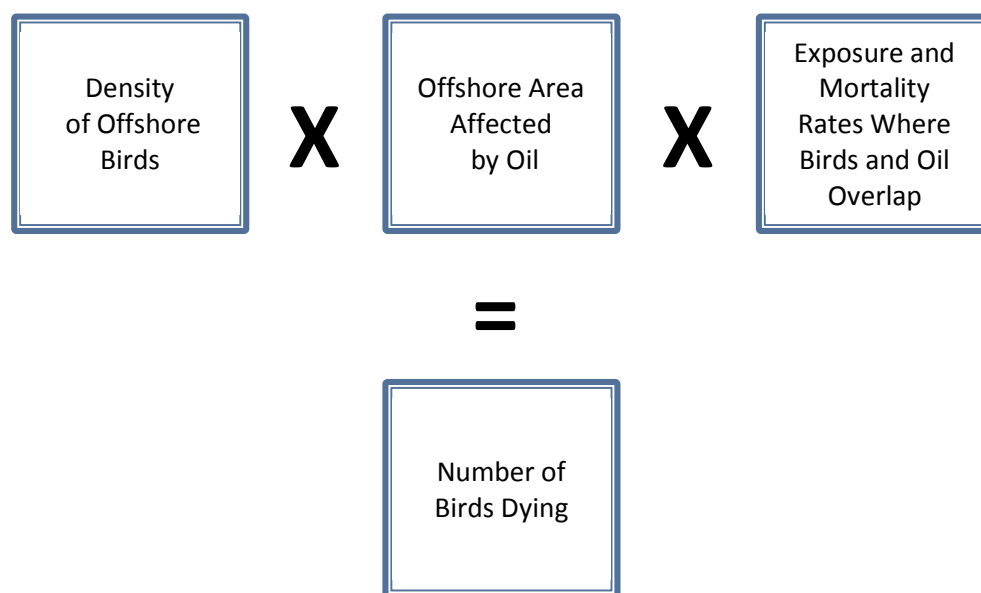 Density
of Offshore
Birds
X
Offshore Area
Affected
by Oil
X
Exposure and
Mortality
Rates Where
Birds and Oil
Overlap
=
Number of
Birds Dying